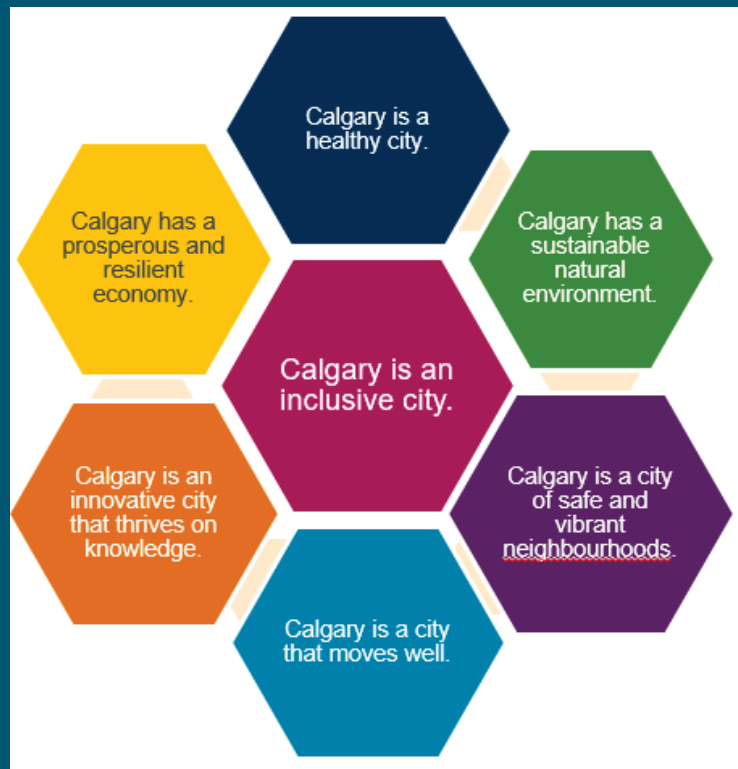 Calgary is a
healthy city.
Calgary has a
prosperous and
resilient
economy.
Calgary has a
sustainable
natural
environment.
Calgary is an
inclusive city.
Calgary is an
innovative city
that thrives on
knowledge.
Calgary is a city
of safe and
vibrant
neighbourhoods.
Calgary is a city
that moves well.